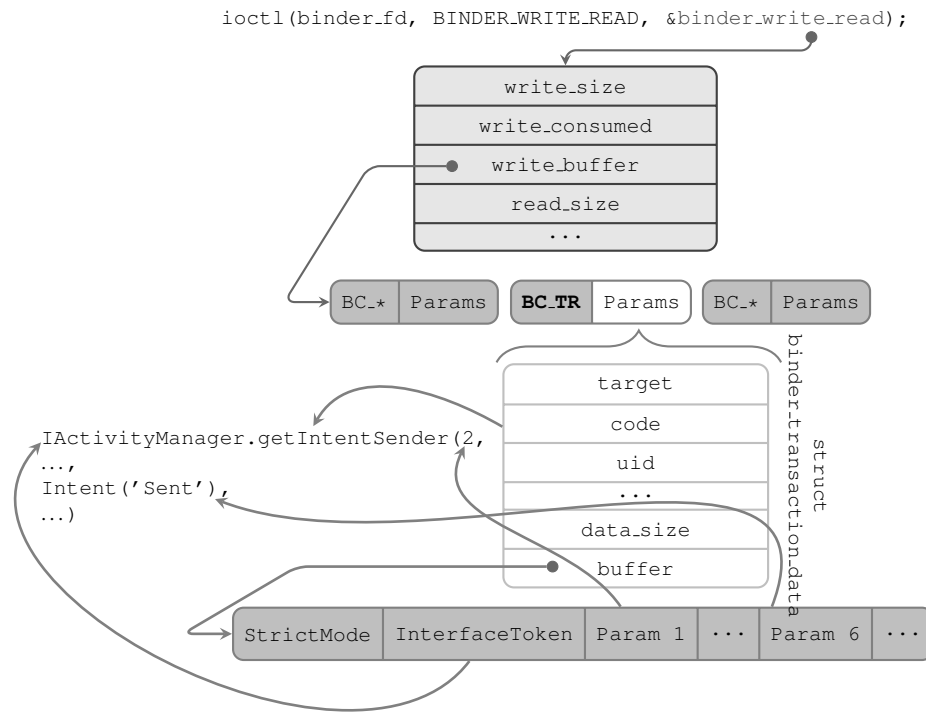 ioctl(binder_fd, BINDER_WRITE_READ, &binder_write_read);
write_size
write_consumed
write_buffer
read_size
...
BC_* Params BC_TR Params BC_* Params
target
code
uid
...
data_size
buffer
struct
binder_transaction_data
IActivityManager.getIntentSender(2,
...,
Intent('Sent'),
...)
StrictMode InterfaceToken Param 1 ... Param 6 ...